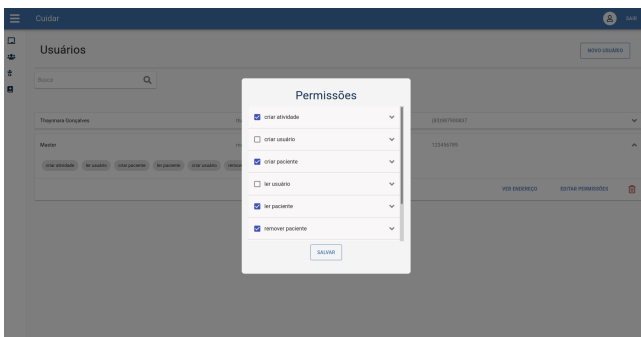 Cuidar SAIR
Usuários NOVO USUÁRIO
Busca
Thaynnara Gonçalves
Master 123456789
criar atividade ler usuário criar paciente ler paciente criar usuário
VER ENDEREÇO EDITAR PERMISSÕES
Permissões
criar atividade
criar usuário
criar paciente
ler usuário
ler paciente
remover paciente
SALVAR